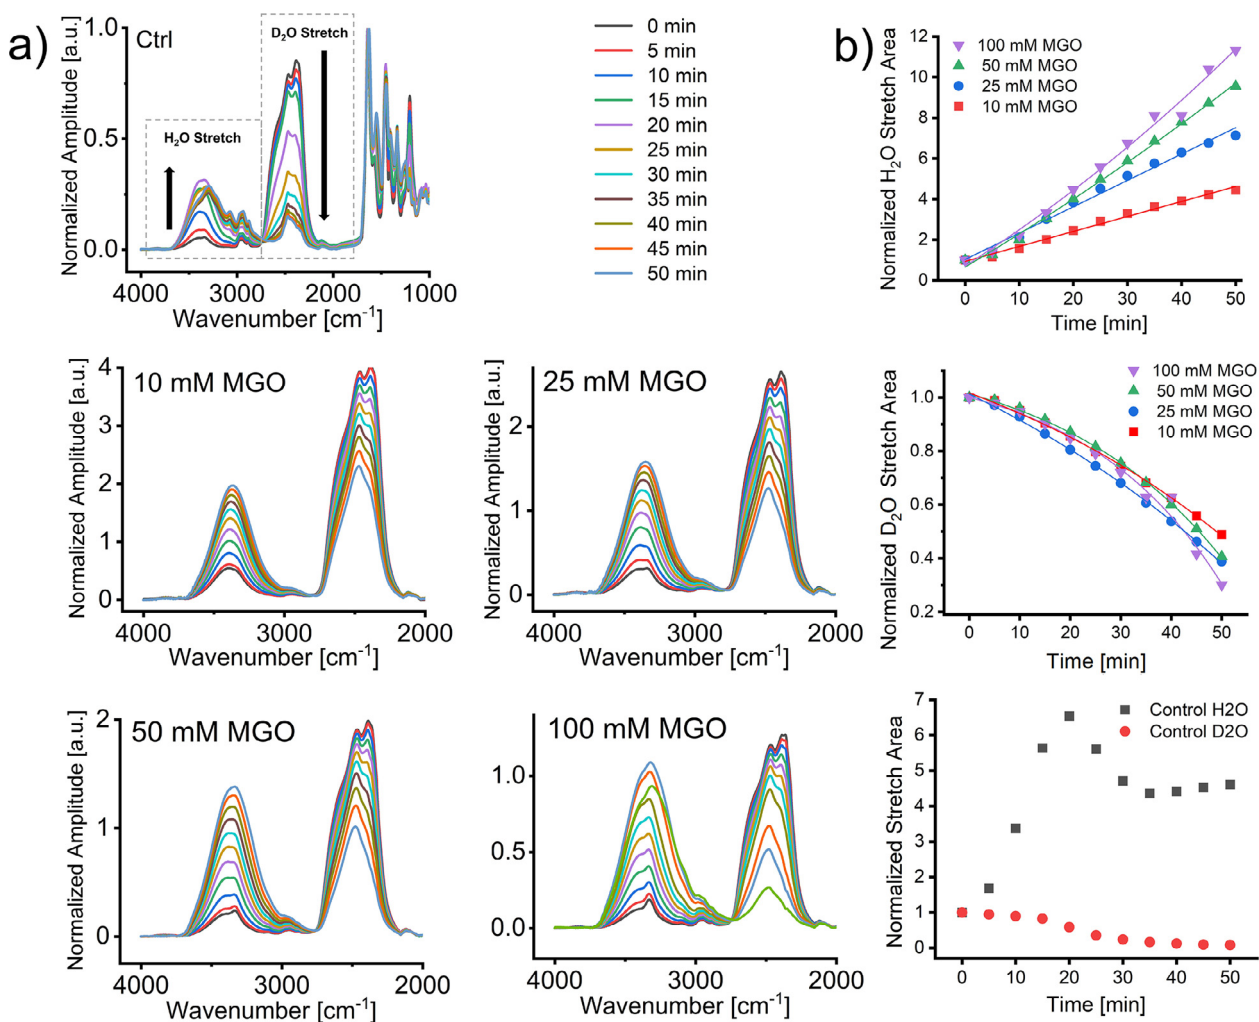 a)
Ctrl
D₂O Stretch
H₂O Stretch
1.0
0.5
0.0
Normalized Amplitude [a.u.]
4000 3000 2000 1000
Wavenumber [cm⁻¹]
0 min
5 min
10 min
15 min
20 min
25 min
30 min
35 min
40 min
45 min
50 min
b)
100 mM MGO
50 mM MGO
25 mM MGO
10 mM MGO
12
10
8
6
4
2
0
Normalized H₂O Stretch Area
0 10 20 30 40 50
Time [min]
10 mM MGO
4
3
2
1
0
Normalized Amplitude [a.u.]
4000 3000 2000
Wavenumber [cm⁻¹]
25 mM MGO
2
1
0
Normalized Amplitude [a.u.]
4000 3000 2000
Wavenumber [cm⁻¹]
100 mM MGO
50 mM MGO
25 mM MGO
10 mM MGO
1.0
0.8
0.6
0.4
0.2
Normalized D₂O Stretch Area
0 10 20 30 40 50
Time [min]
50 mM MGO
2
1
0
Normalized Amplitude [a.u.]
4000 3000 2000
Wavenumber [cm⁻¹]
100 mM MGO
1.0
0.5
0.0
Normalized Amplitude [a.u.]
4000 3000 2000
Wavenumber [cm⁻¹]
Control H2O
Control D2O
7
6
5
4
3
2
1
0
Normalized Stretch Area
0 10 20 30 40 50
Time [min]